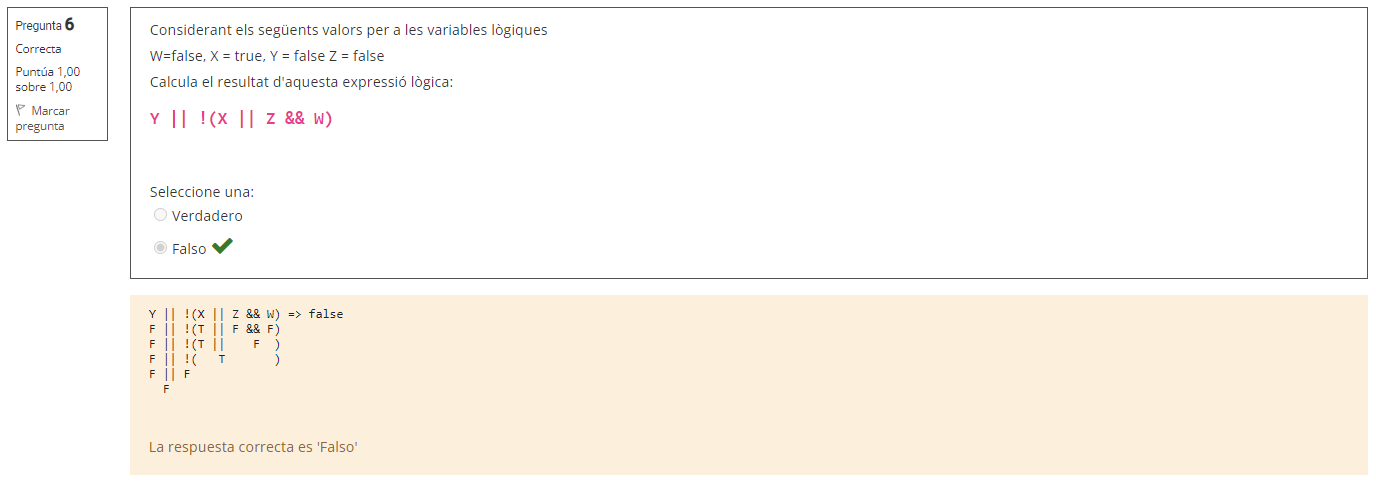 Pregunta 6
Correcta
Puntúa 1,00
sobre 1,00
Marcar
pregunta
Considerant els següents valors per a les variables lògiques
W=false, X = true, Y = false Z = false
Calcula el resultat d'aquesta expressió lògica:
Y || !(X || Z && W)
Seleccione una:
Verdadero
Falso
Y || !(X || Z && W) => false
F || !(T || F && F)
F || !(T ||    F  )
F || !(   T       )
F || F
  F
La respuesta correcta es 'Falso'